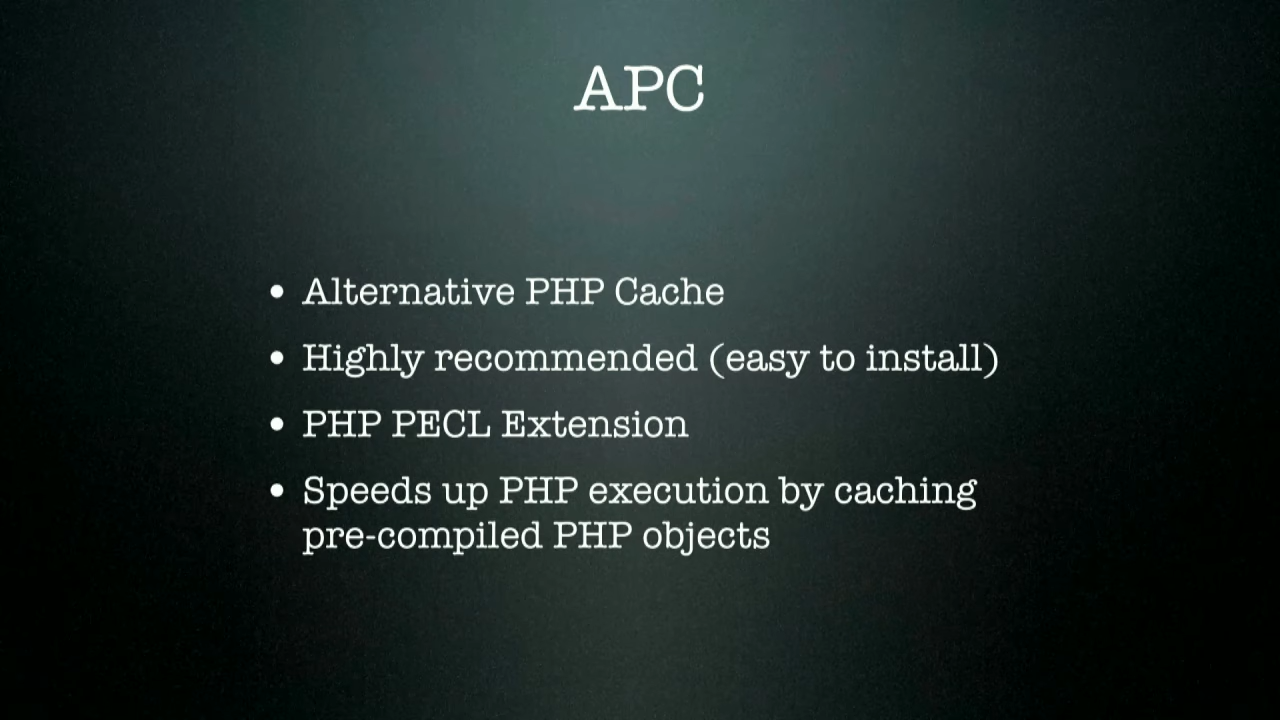 APC
• Alternative PHP Cache
• Highly recommended (easy to install)
• PHP PECL Extension
• Speeds up PHP execution by caching
pre-compiled PHP objects